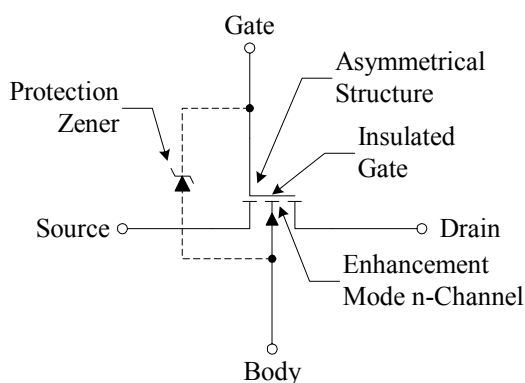 Gate
Asymmetrical
Structure
Protection
Zener
Insulated
Gate
Source
Drain
Enhancement
Mode n-Channel
Body